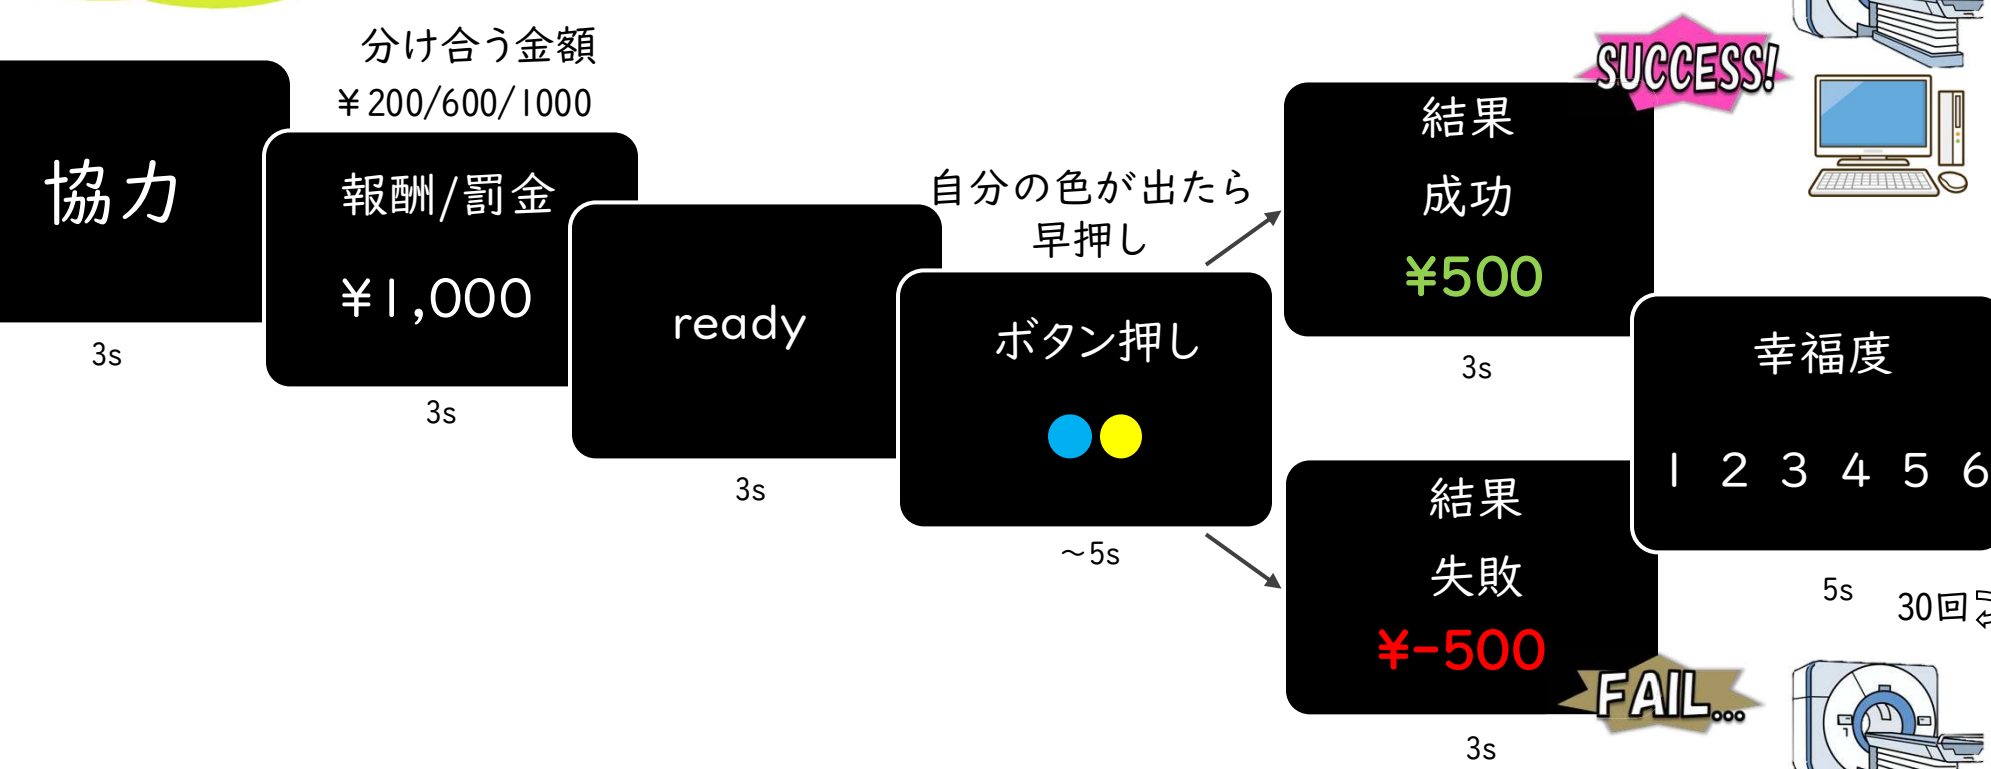 協力
3s
分け合う金額
¥200/600/1000
報酬/罰金
¥1,000
3s
ready
3s
自分の色が出たら
早押し
ボタン押し
~5s
SUCCESS!
結果
成功
¥500
3s
結果
失敗
¥-500
FAIL...
3s
幸福度
1 2 3 4 5 6
5s
30回